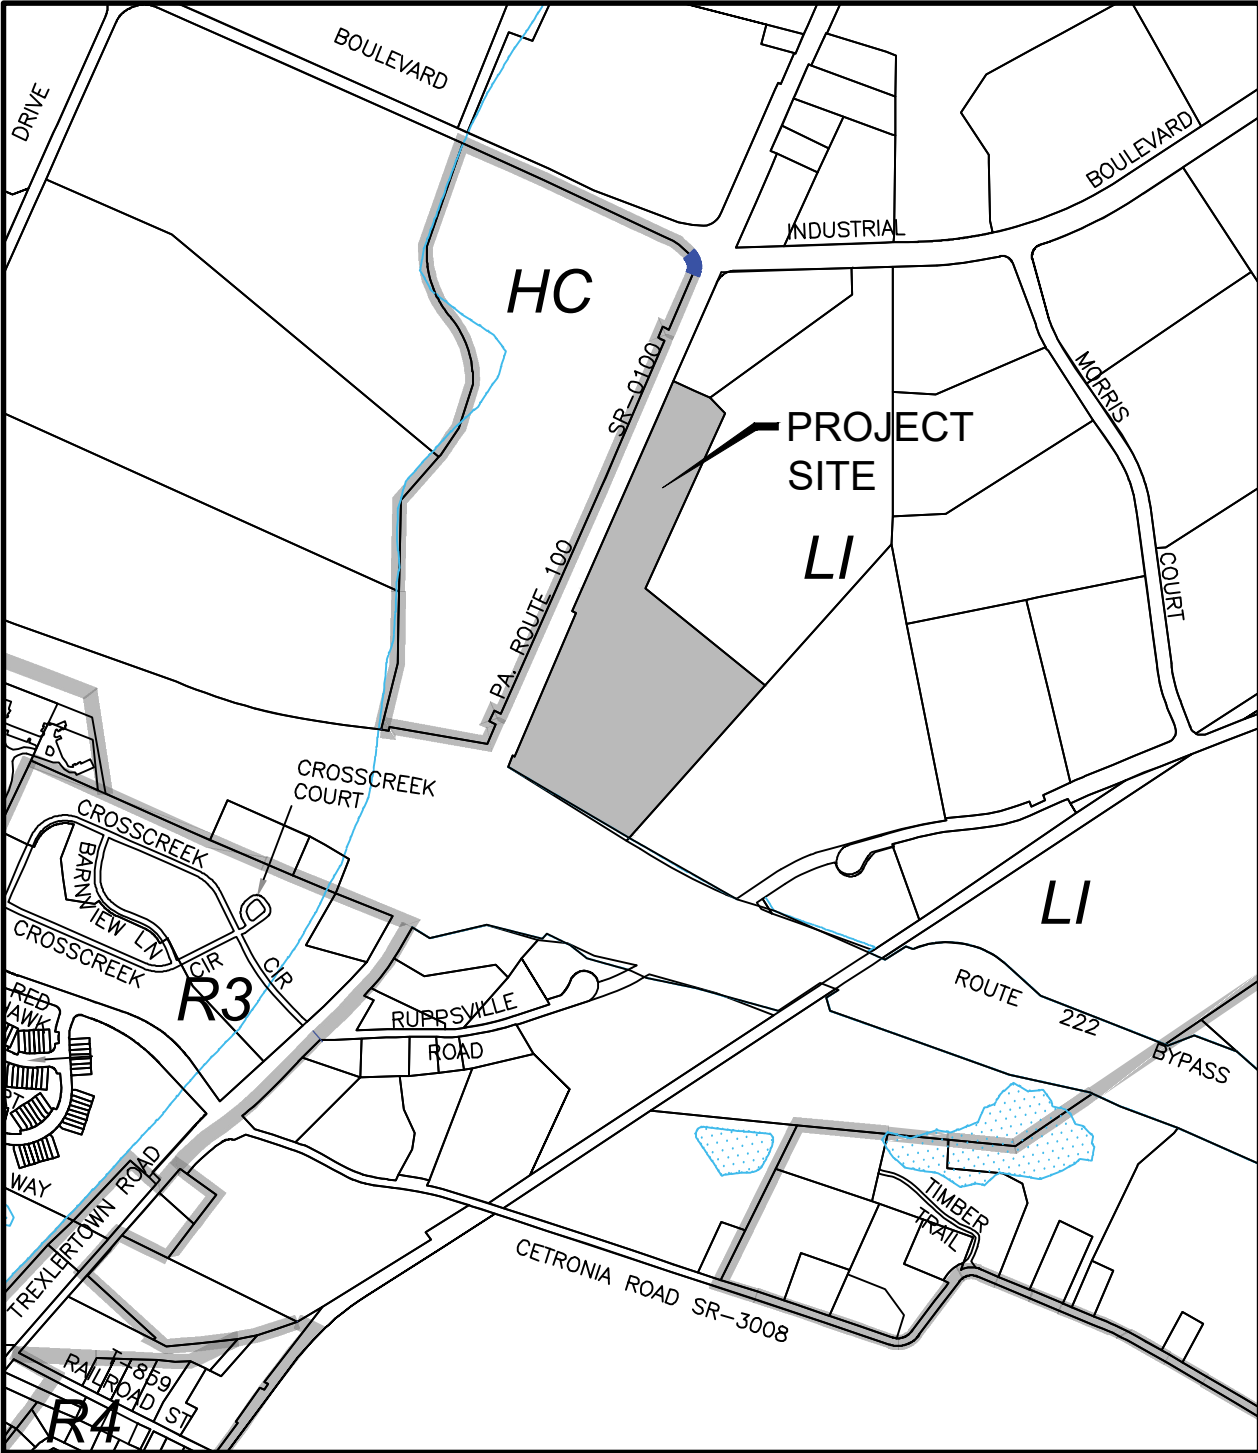 BOULEVARD
DRIVE
BOULEVARD
INDUSTRIAL
HC
SR-0100
MORRIS
PROJECT
SITE
LI
PA. ROUTE 100
COURT
CROSSCREEK
COURT
CROSSCREEK
BARNVIEW LN
LI
CROSSCREEK
CIR
CIR
R3
RED
HAWK
RUPPSVILLE
ROAD
ROUTE 222
BYPASS
WAY
TREXLERTOWN ROAD
TIMBER
TRAIL
CETRONIA ROAD SR-3008
T-859
RAILROAD ST
R4